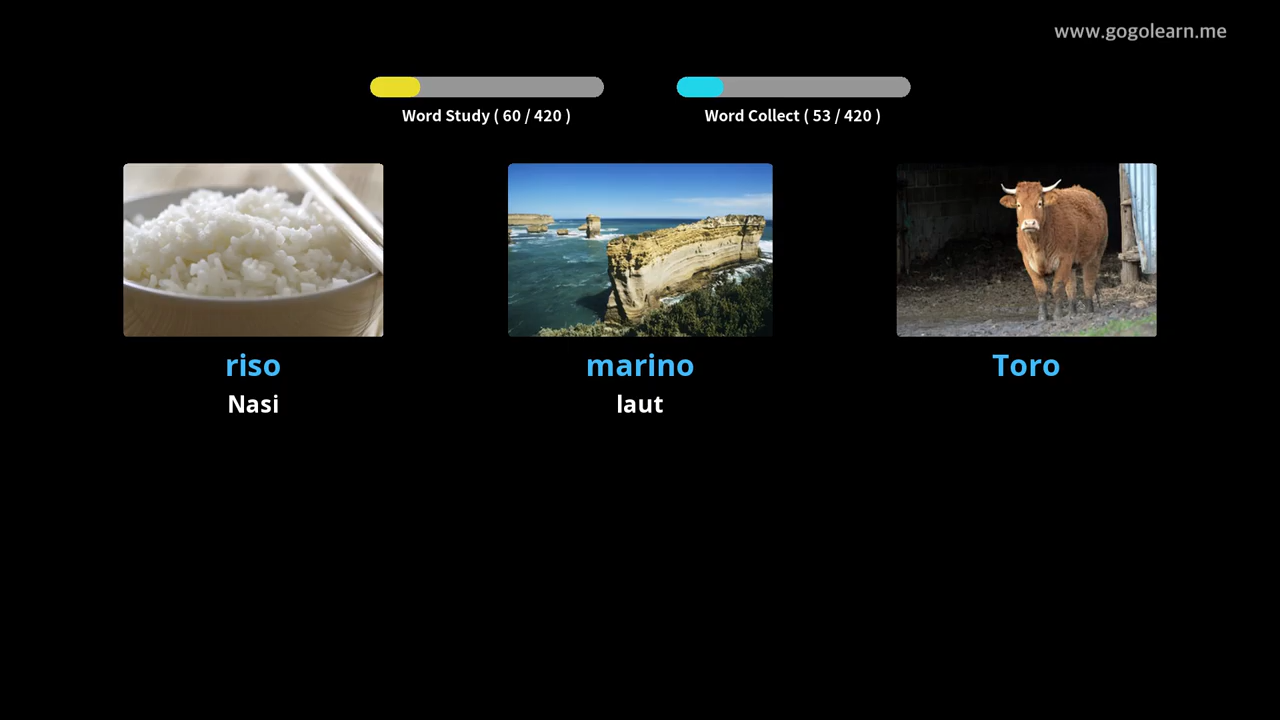 www.gogolearn.me
Word Study ( 60 / 420 )
Word Collect ( 53 / 420 )
riso
Nasi
marino
laut
Toro